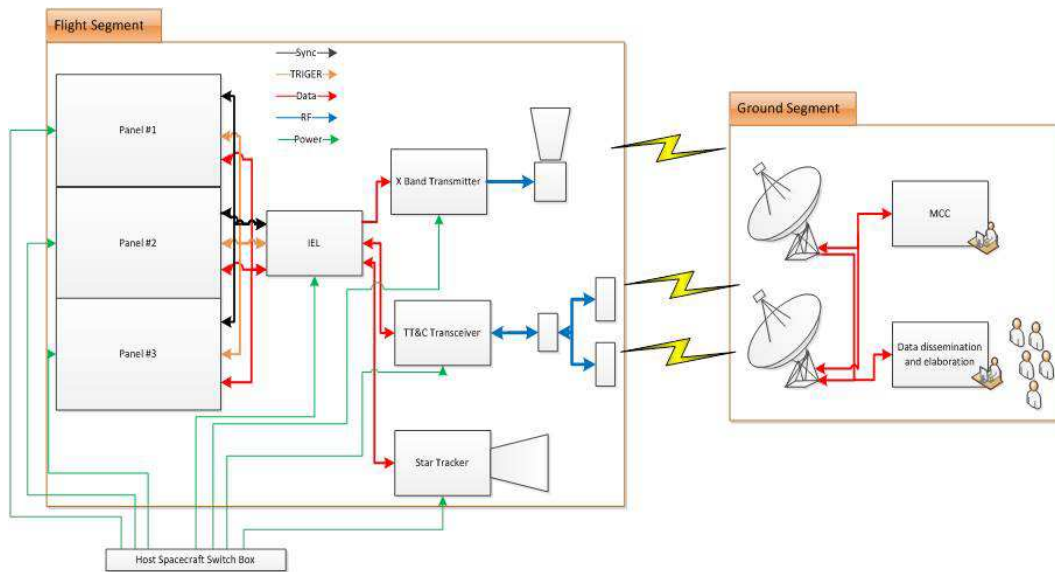 Flight Segment
Sync
TRIGER
Data
RF
Power
Panel #1
Panel #2
Panel #3
IEL
X Band Transmitter
TT&C Transceiver
Star Tracker
Host Spacecraft Switch Box
Ground Segment
MCC
Data dissemination
and elaboration